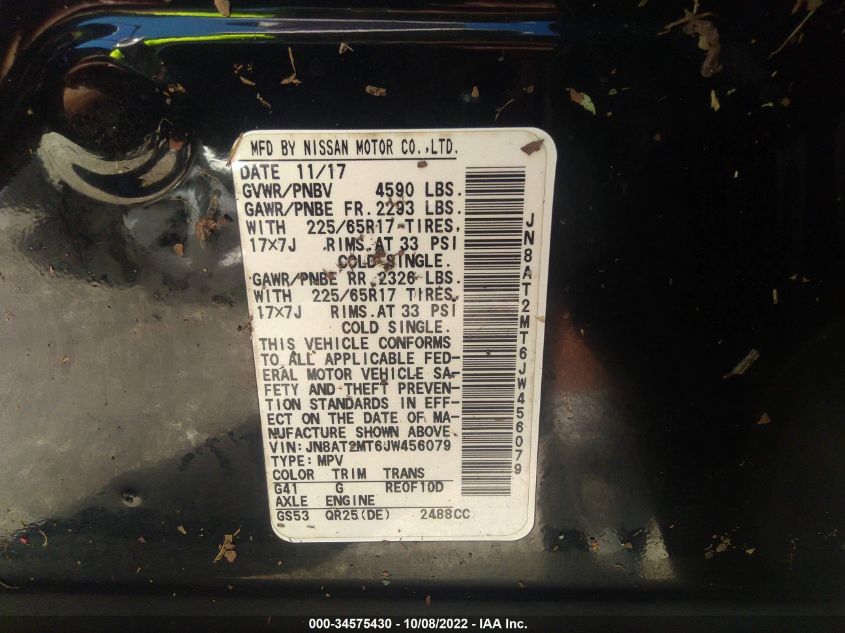 MFD BY NISSAN MOTOR CO.,LTD.
DATE 11/17
GVWR/PNBV 4590 LBS.
GAWR/PNBE FR. 2293 LBS.
WITH 225/65R17 TIRES,
17×7J RIMS.AT 33 PSI
COLD SINGLE.
GAWR/PNBE RR. 2326 LBS.
WITH 225/65R17 TIRES,
17×7J RIMS.AT 33 PSI
COLD SINGLE.
THIS VEHICLE CONFORMS
TO ALL APPLICABLE FED-
ERAL MOTOR VEHICLE SA-
FETY AND THEFT PREVEN-
TION STANDARDS IN EFF-
ECT ON THE DATE OF MA-
NUFACTURE SHOWN ABOVE.
VIN:JN8AT2MT6JW456079
TYPE:MPV
COLOR TRIM TRANS
G41 G REOF10D
AXLE ENGINE
GS53 QR25(DE) 2488CC
JN8AT2MT6JW456079
000-34575430 - 10/08/2022 - IAA Inc.